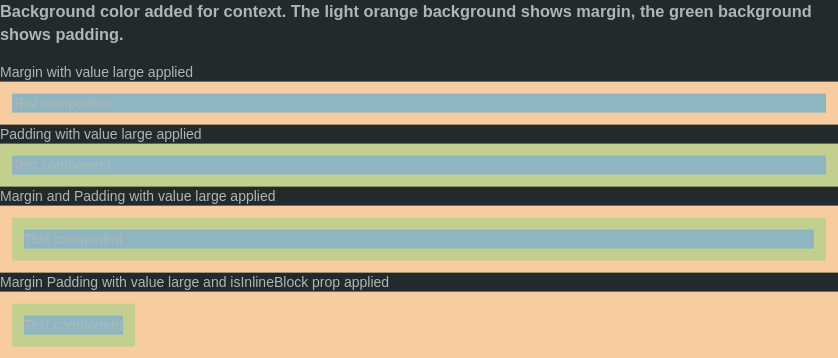 Background color added for context. The light orange background shows margin, the green background
shows padding.
Margin with value large applied
Test component
Padding with value large applied
Test component
Margin and Padding with value large applied
Test component
Margin Padding with value large and isInlineBlock prop applied
Test component